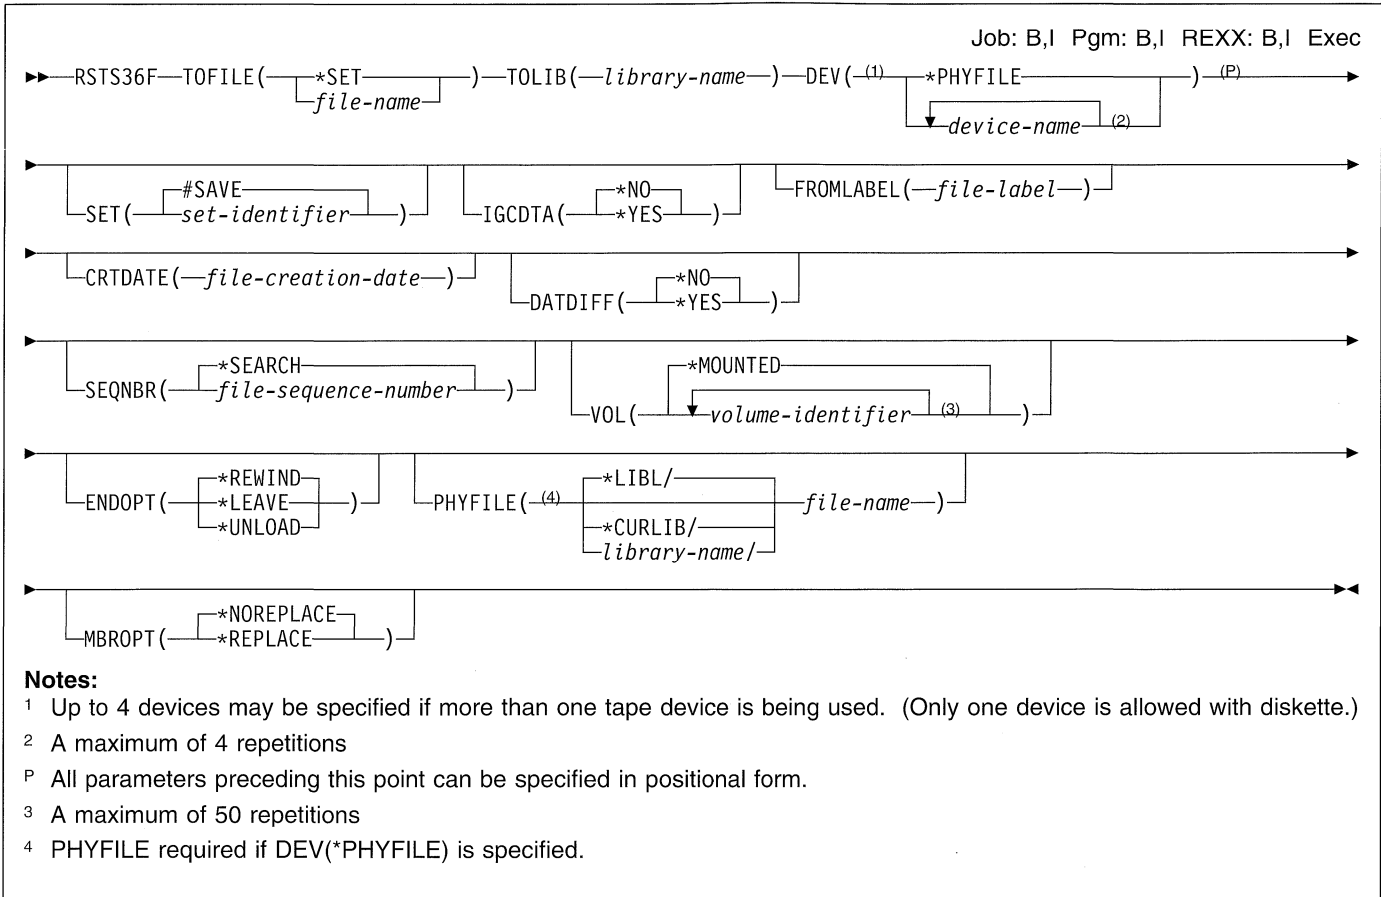 Job: B,I Pgm: B,I REXX: B,I Exec
RSTS36F TOFILE( *SET ) TOLIB( library-name ) DEV( (1) *PHYFILE ) (P)
file-name
device-name (2)
#SAVE
SET( set-identifier )
*NO
IGCDTA( *YES )
FROMLABEL( file-label )
CRTDATE( file-creation-date )
*NO
DATDIFF( *YES )
*SEARCH
SEQNBR( file-sequence-number )
*MOUNTED
VOL( volume-identifier (3) )
*REWIND
ENDOPT( *LEAVE )
*UNLOAD
*LIBL/
PHYFILE( (4) file-name )
*CURLIB/
library-name/
*NOREPLACE
MBROPT( *REPLACE )
Notes:
1 Up to 4 devices may be specified if more than one tape device is being used. (Only one device is allowed with diskette.)
2 A maximum of 4 repetitions
P All parameters preceding this point can be specified in positional form.
3 A maximum of 50 repetitions
4 PHYFILE required if DEV(*PHYFILE) is specified.